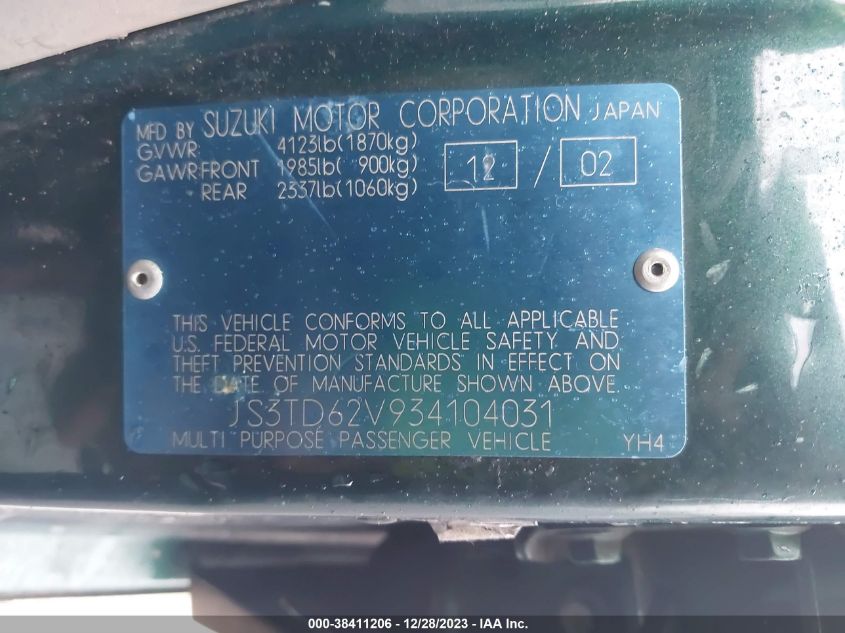 MFD BY SUZUKI MOTOR CORPORATION JAPAN
GVWR 4123lb(1870kg)
GAWR FRONT 1985lb( 900kg)
REAR 2337lb(1060kg)
12 / 02
THIS VEHICLE CONFORMS TO ALL APPLICABLE
U.S. FEDERAL MOTOR VEHICLE SAFETY AND
THEFT PREVENTION STANDARDS IN EFFECT ON
THE DATE OF MANUFACTURE SHOWN ABOVE.
JS3TD62V934104031
MULTI PURPOSE PASSENGER VEHICLE YH4
000-38411206 - 12/28/2023 - IAA Inc.